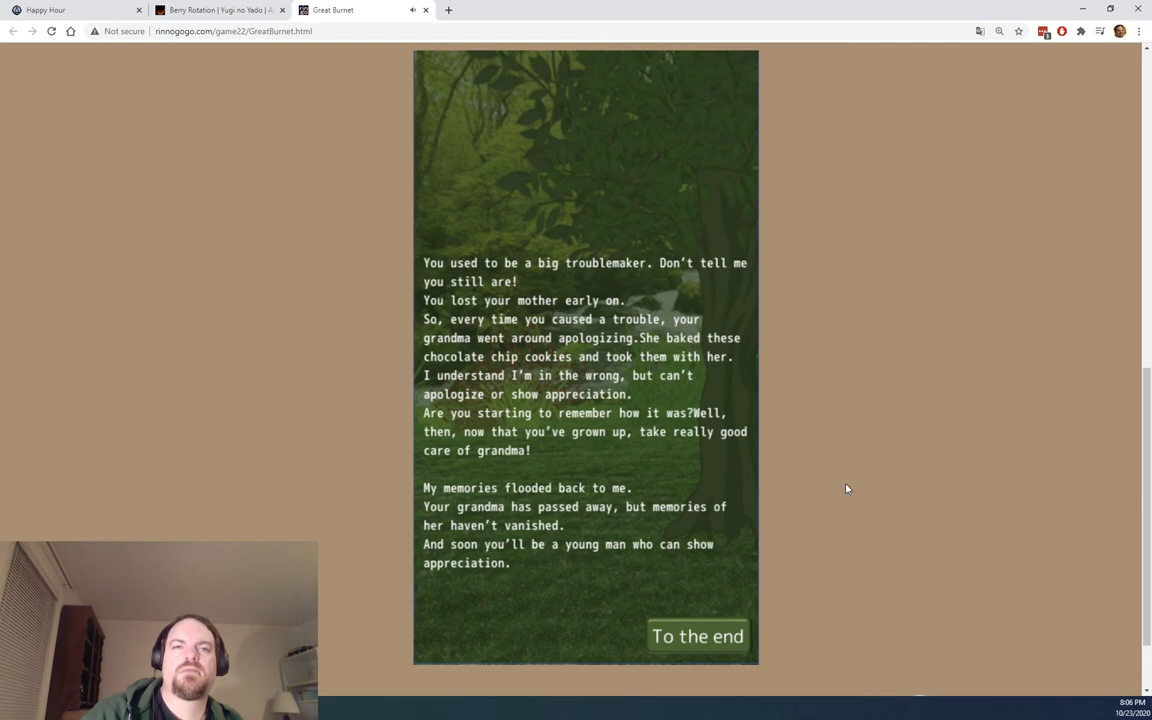 Happy Hour
Berry Rotation | Yugi no Yado | A
Great Burnet
Not secure
rinnogogo.com/game22/GreatBurnet.html
You used to be a big troublemaker. Don't tell me
you still are!
You lost your mother early on.
So, every time you caused a trouble, your
grandma went around apologizing.She baked these
chocolate chip cookies and took them with her.
I understand I'm in the wrong, but can't
apologize or show appreciation.
Are you starting to remember how it was?Well,
then, now that you've grown up, take really good
care of grandma!
My memories flooded back to me.
Your grandma has passed away, but memories of
her haven't vanished.
And soon you'll be a young man who can show
appreciation.
To the end
8:06 PM
10/23/2020